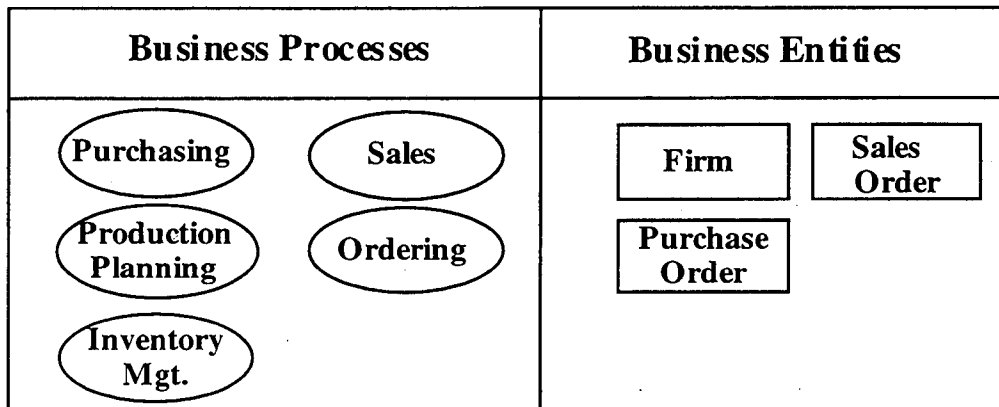 Business Processes
Business Entities
Purchasing
Sales
Production
Planning
Ordering
Inventory
Mgt.
Firm
Sales
Order
Purchase
Order